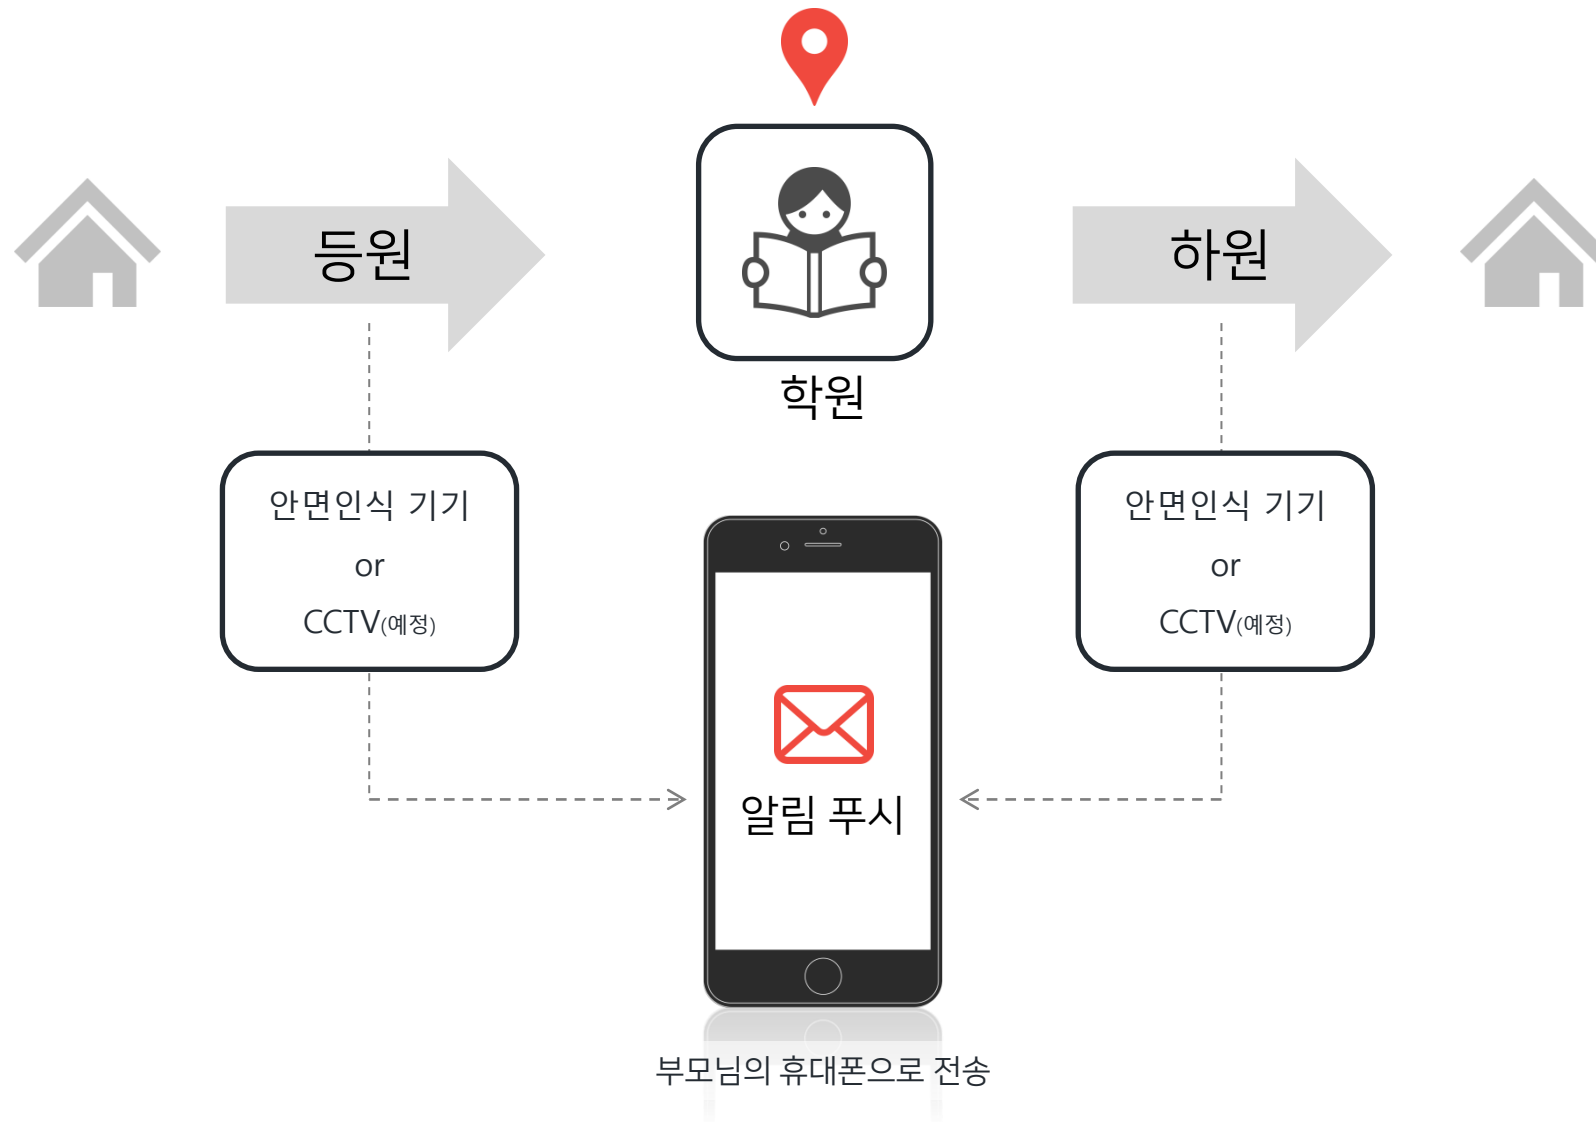 등원
하원
학원
안면인식 기기
or
CCTV(예정)
안면인식 기기
or
CCTV(예정)
알림 푸시
부모님의 휴대폰으로 전송